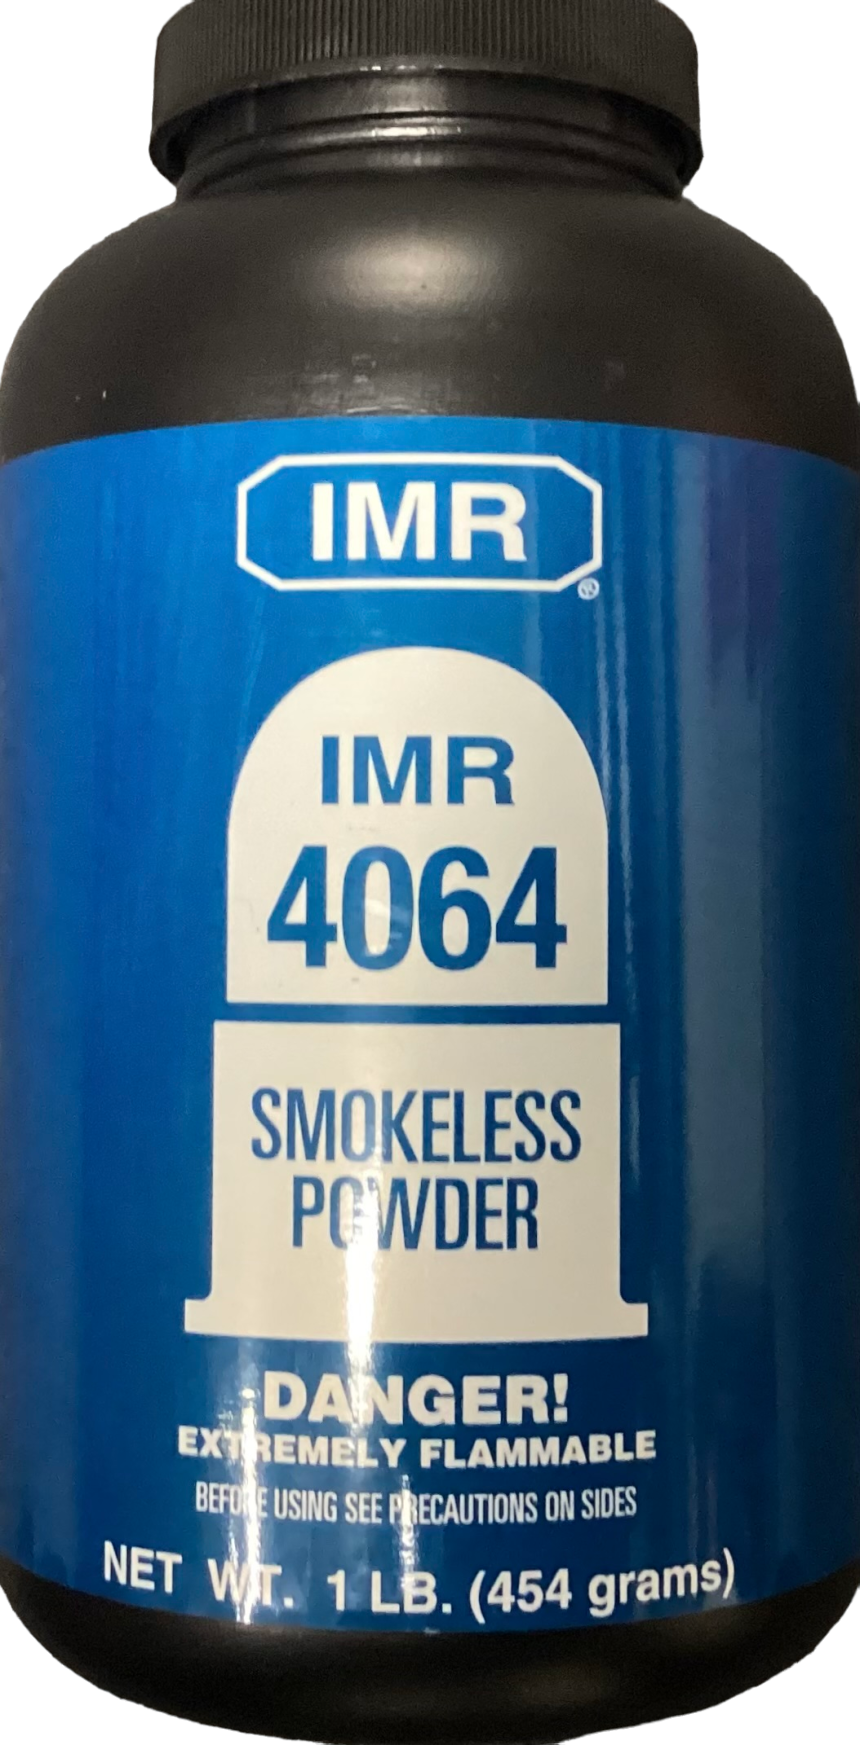 IMR
®
IMR
4064
SMOKELESS
POWDER
DANGER!
EXTREMELY FLAMMABLE
BEFORE USING SEE PRECAUTIONS ON SIDES
NET WT. 1 LB. (454 grams)